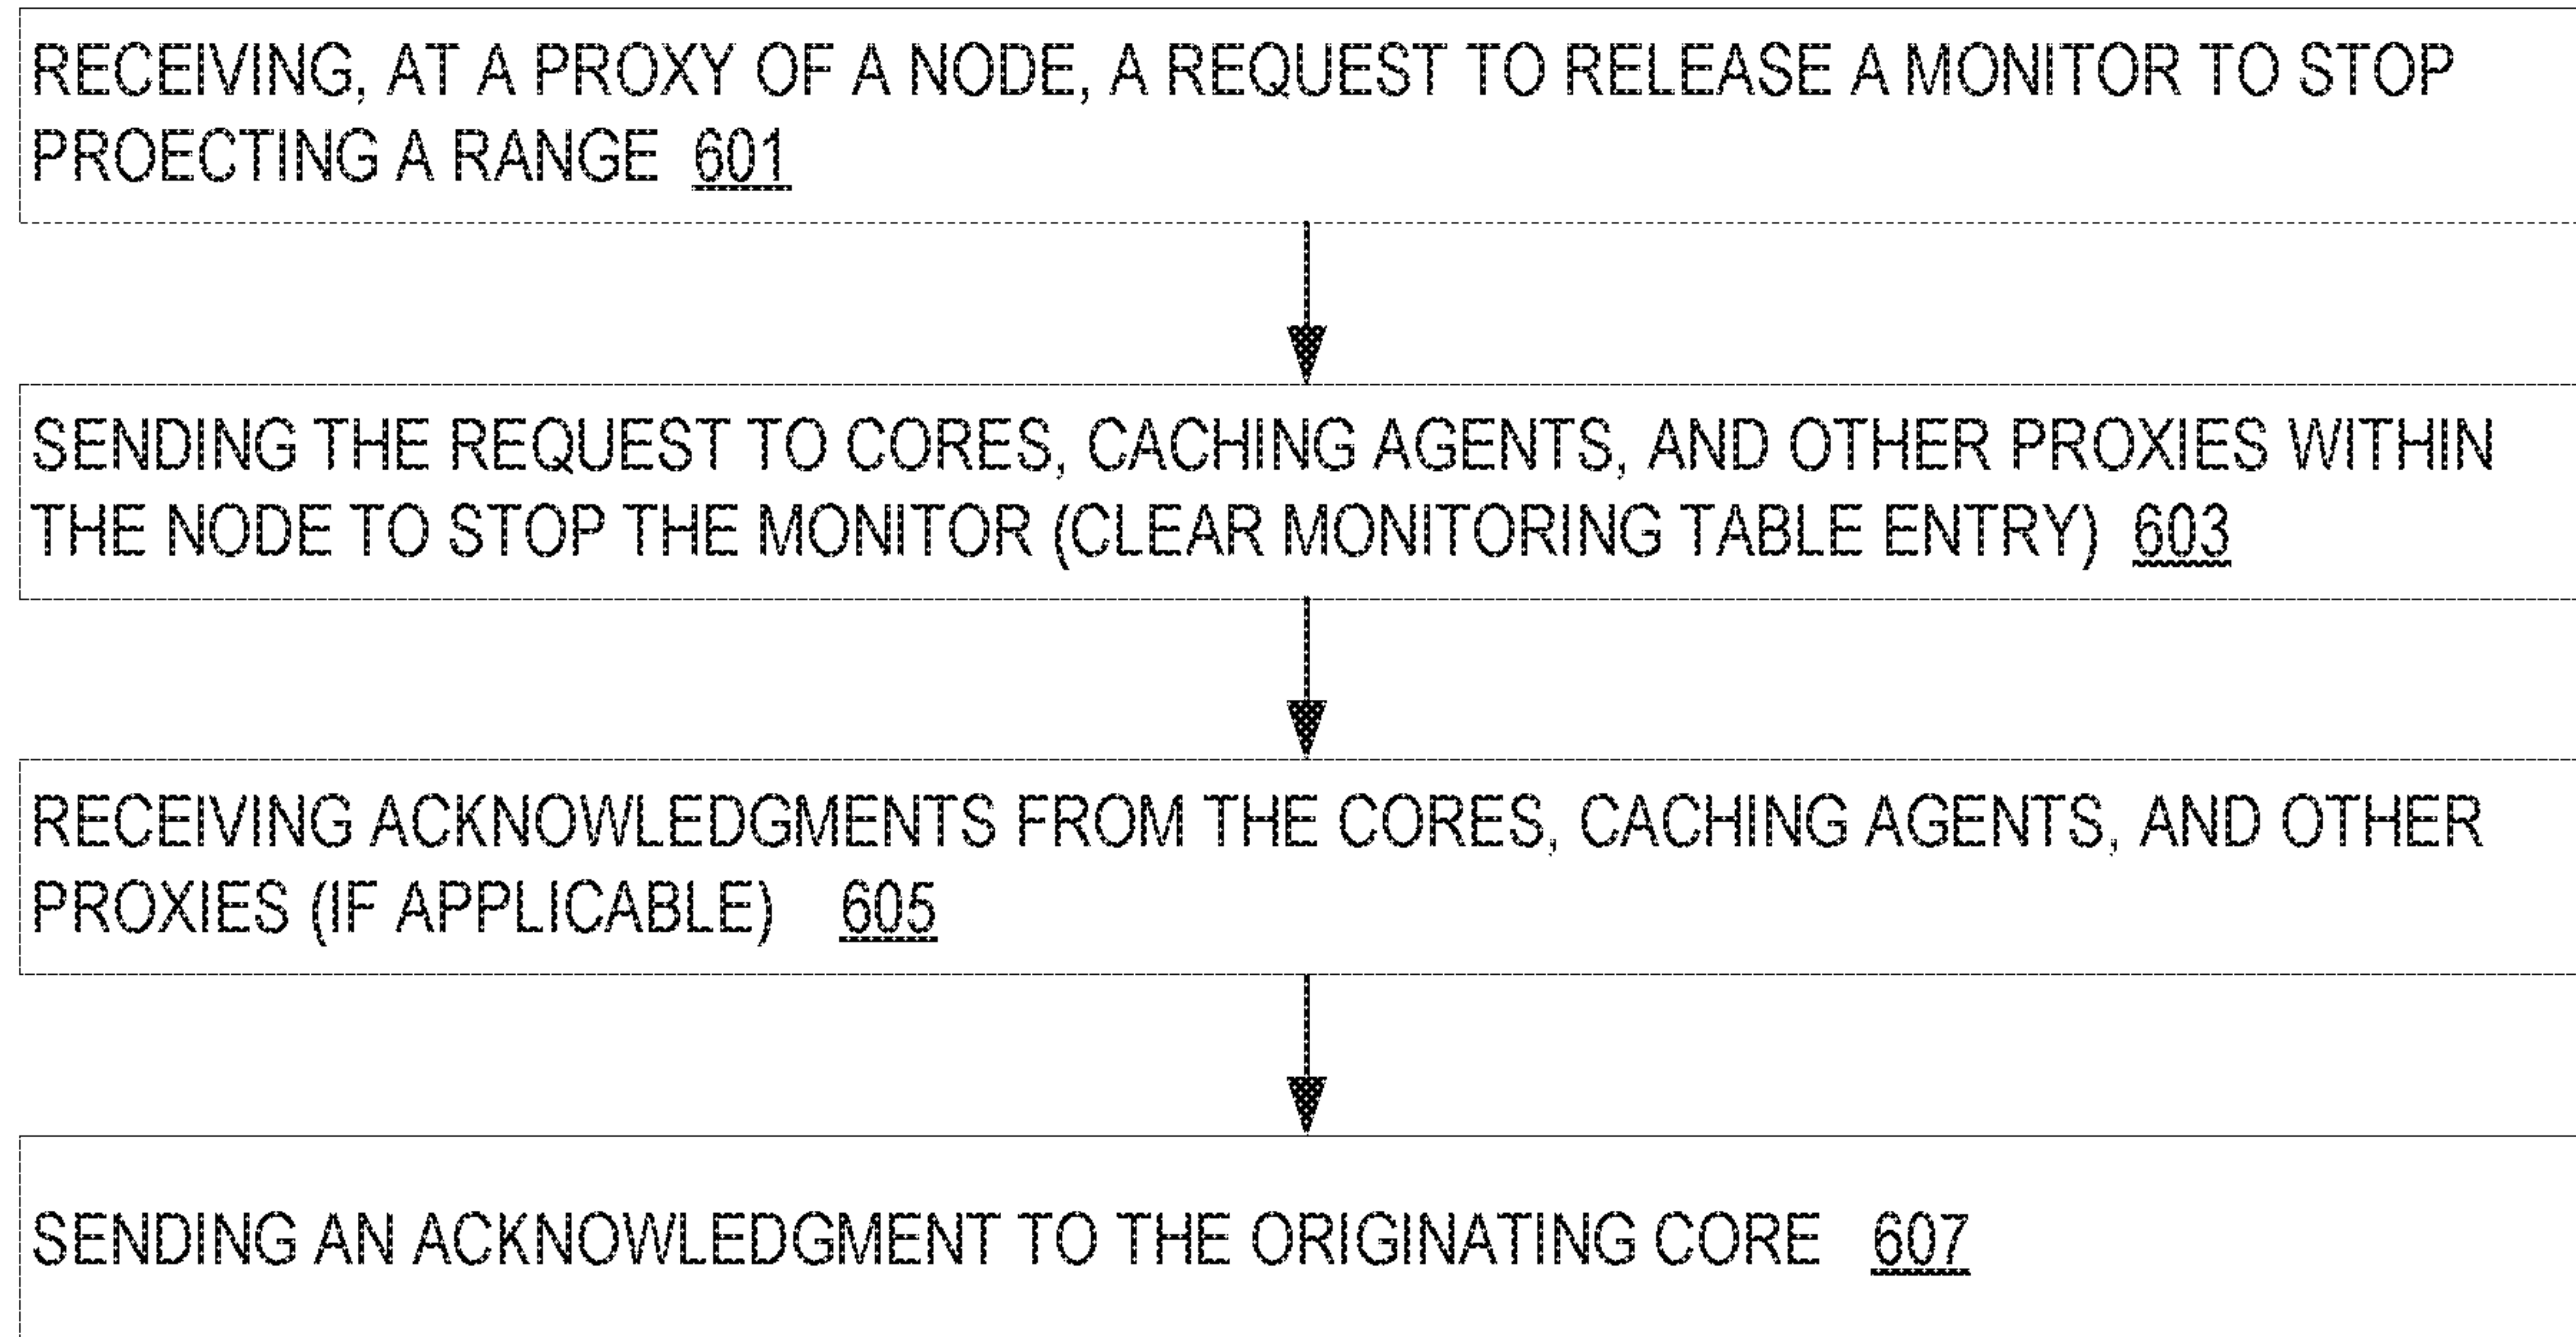 RECEIVING, AT A PROXY OF A NODE, A REQUEST TO RELEASE A MONITOR TO STOP
PROECTING A RANGE 601
SENDING THE REQUEST TO CORES, CACHING AGENTS, AND OTHER PROXIES WITHIN
THE NODE TO STOP THE MONITOR (CLEAR MONITORING TABLE ENTRY) 603
RECEIVING ACKNOWLEDGMENTS FROM THE CORES, CACHING AGENTS, AND OTHER
PROXIES (IF APPLICABLE) 605
SENDING AN ACKNOWLEDGMENT TO THE ORIGINATING CORE 607